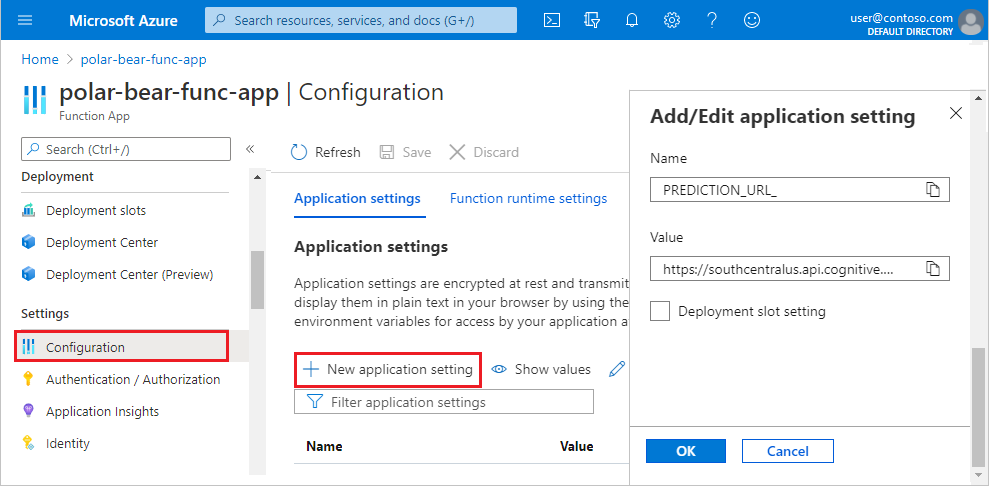 Microsoft Azure
Search resources, services, and docs (G+/)
user@contoso.com
DEFAULT DIRECTORY
Home > polar-bear-func-app
polar-bear-func-app | Configuration
Function App
Search (Ctrl+/)
«
Deployment
Deployment slots
Deployment Center
Deployment Center (Preview)
Settings
Configuration
Authentication / Authorization
Application Insights
Identity
Refresh
Save
Discard
Application settings
Function runtime settings
Application settings
Application settings are encrypted at rest and transmit
display them in plain text in your browser by using the
environment variables for access by your application a
New application setting
Show values
Filter application settings
Name
Value
Add/Edit application setting
Name
PREDICTION_URL_
Value
https://southcentralus.api.cognitive....
Deployment slot setting
OK
Cancel